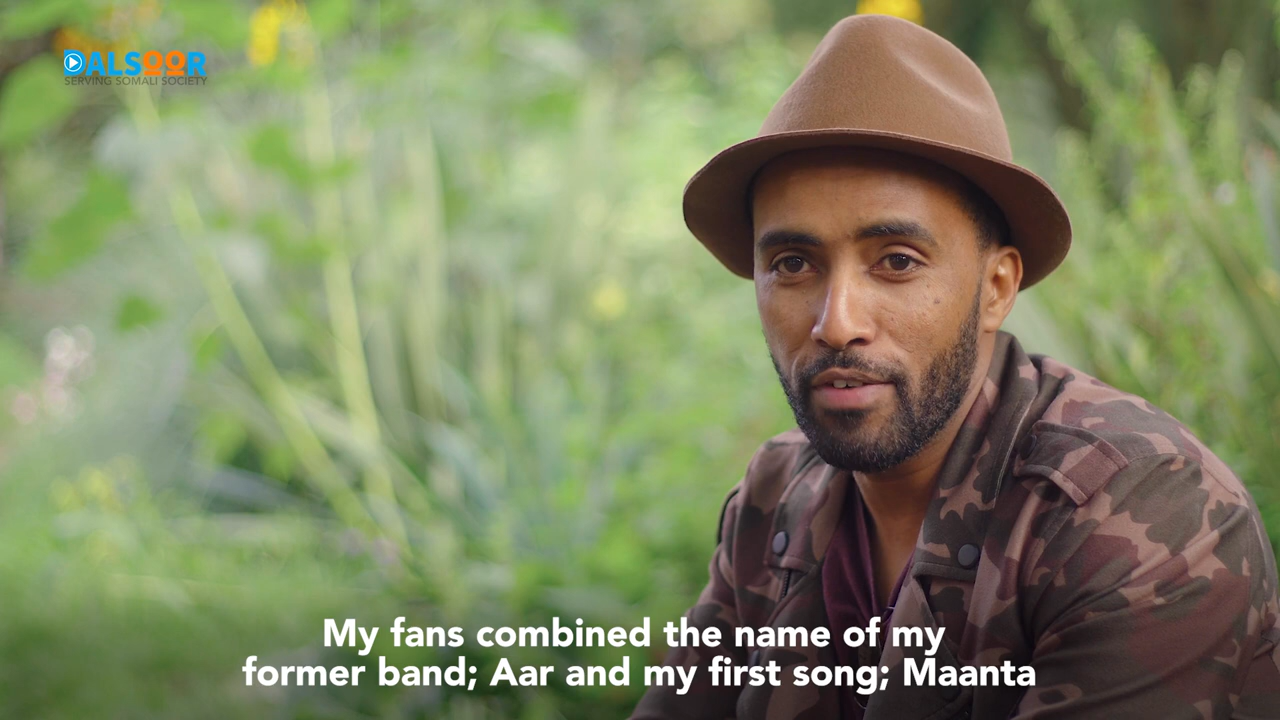 DALSOOR
SERVING SOMALI SOCIETY
My fans combined the name of my
former band; Aar and my first song; Maanta